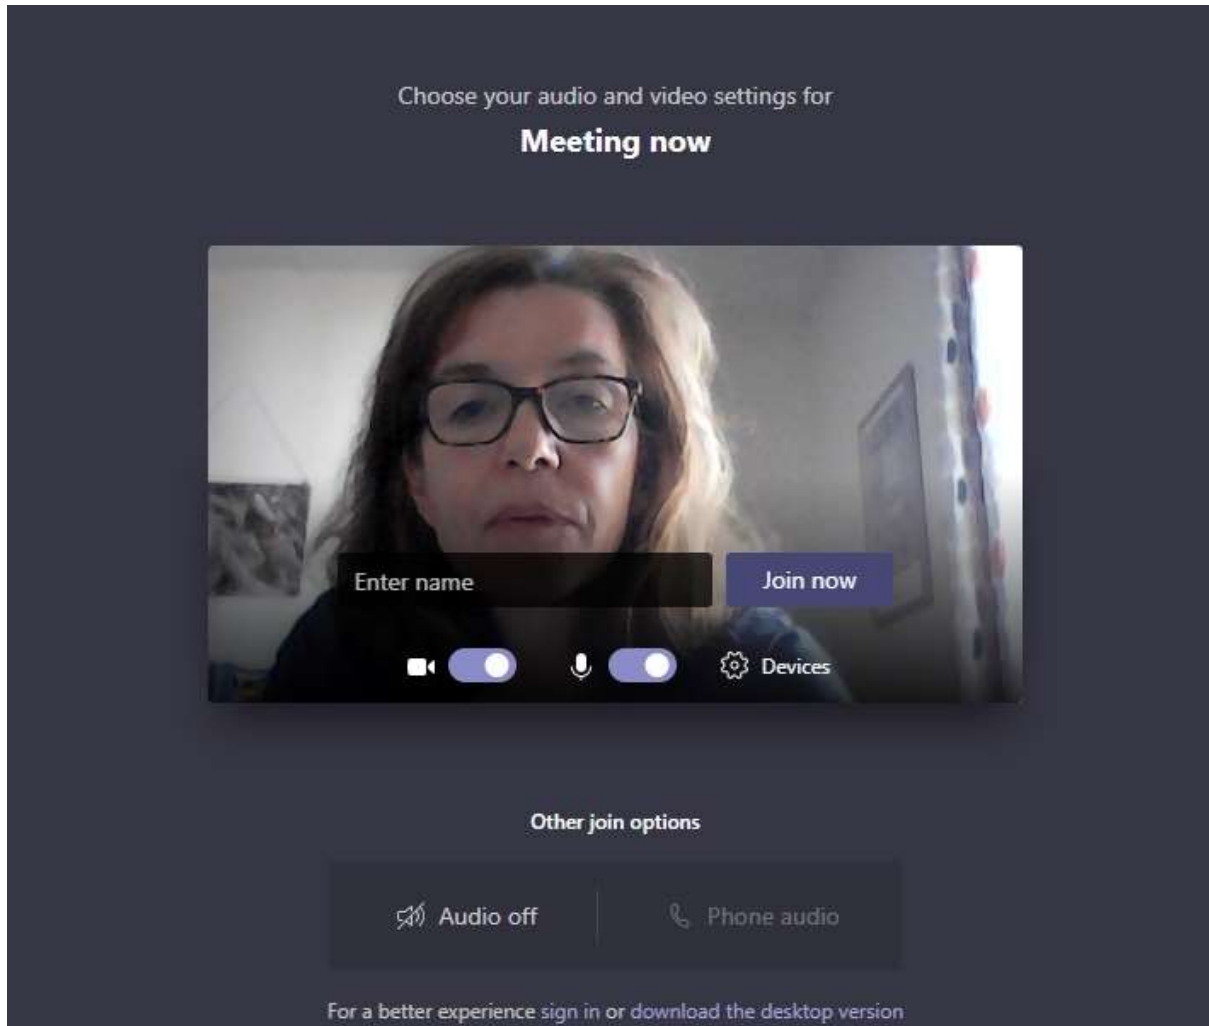 Choose your audio and video settings for
Meeting now
Enter name
Join now
Devices
Other join options
Audio off
Phone audio
For a better experience sign in or download the desktop version